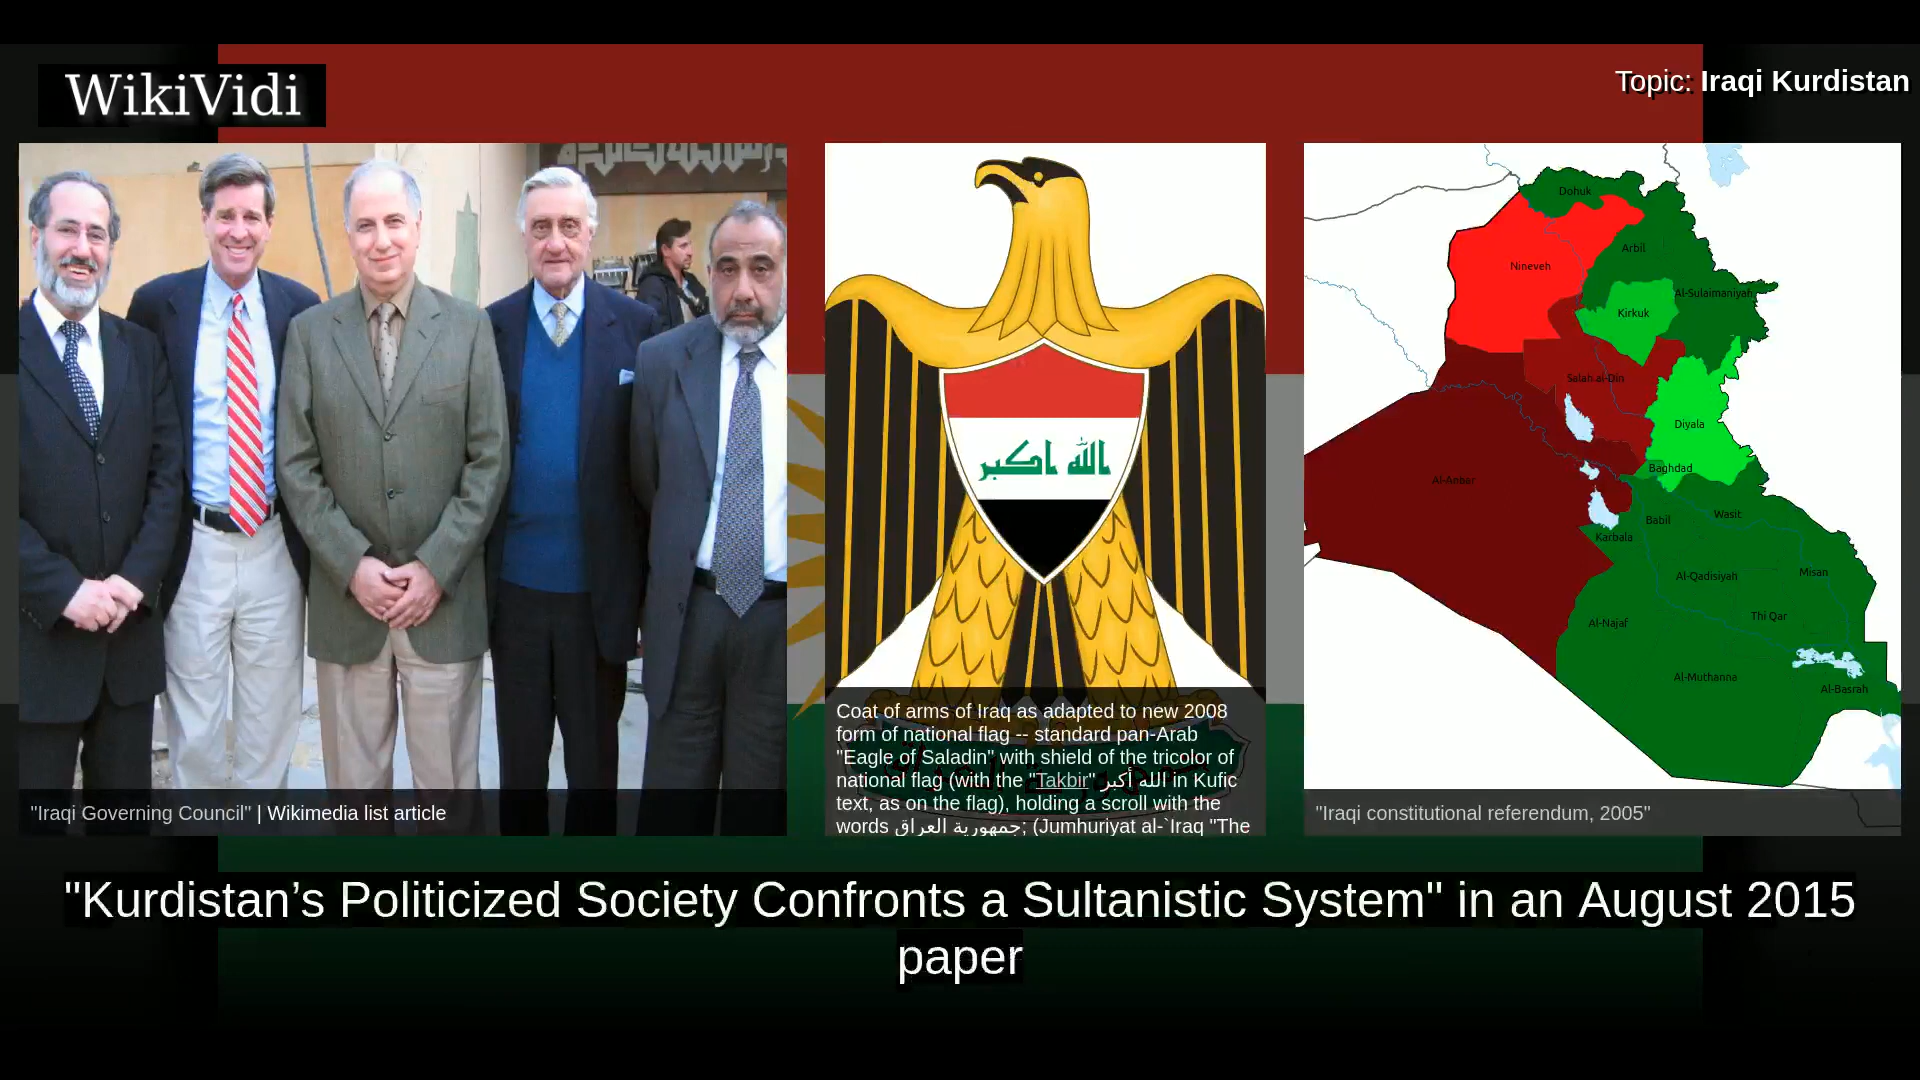 WikiVidi
Topic: Iraqi Kurdistan
الله اكبر
Dohuk
Nineveh
Arbil
Al-Sulaimaniyah
Kirkuk
Salah al-Din
Diyala
Baghdad
Al-Anbar
Babil
Wasit
Karbala
Al-Qadisiyah
Misan
Thi Qar
Al-Najaf
Al-Muthanna
Al-Basrah
"Iraqi Governing Council" | Wikimedia list article
Coat of arms of Iraq as adapted to new 2008
form of national flag -- standard pan-Arab
"Eagle of Saladin" with shield of the tricolor of
national flag (with the "Takbir" الله أكبر in Kufic
text, as on the flag), holding a scroll with the
words جمهورية العراق; (Jumhuriyat al-`Iraq "The
"Iraqi constitutional referendum, 2005"
"Kurdistan’s Politicized Society Confronts a Sultanistic System" in an August 2015
paper